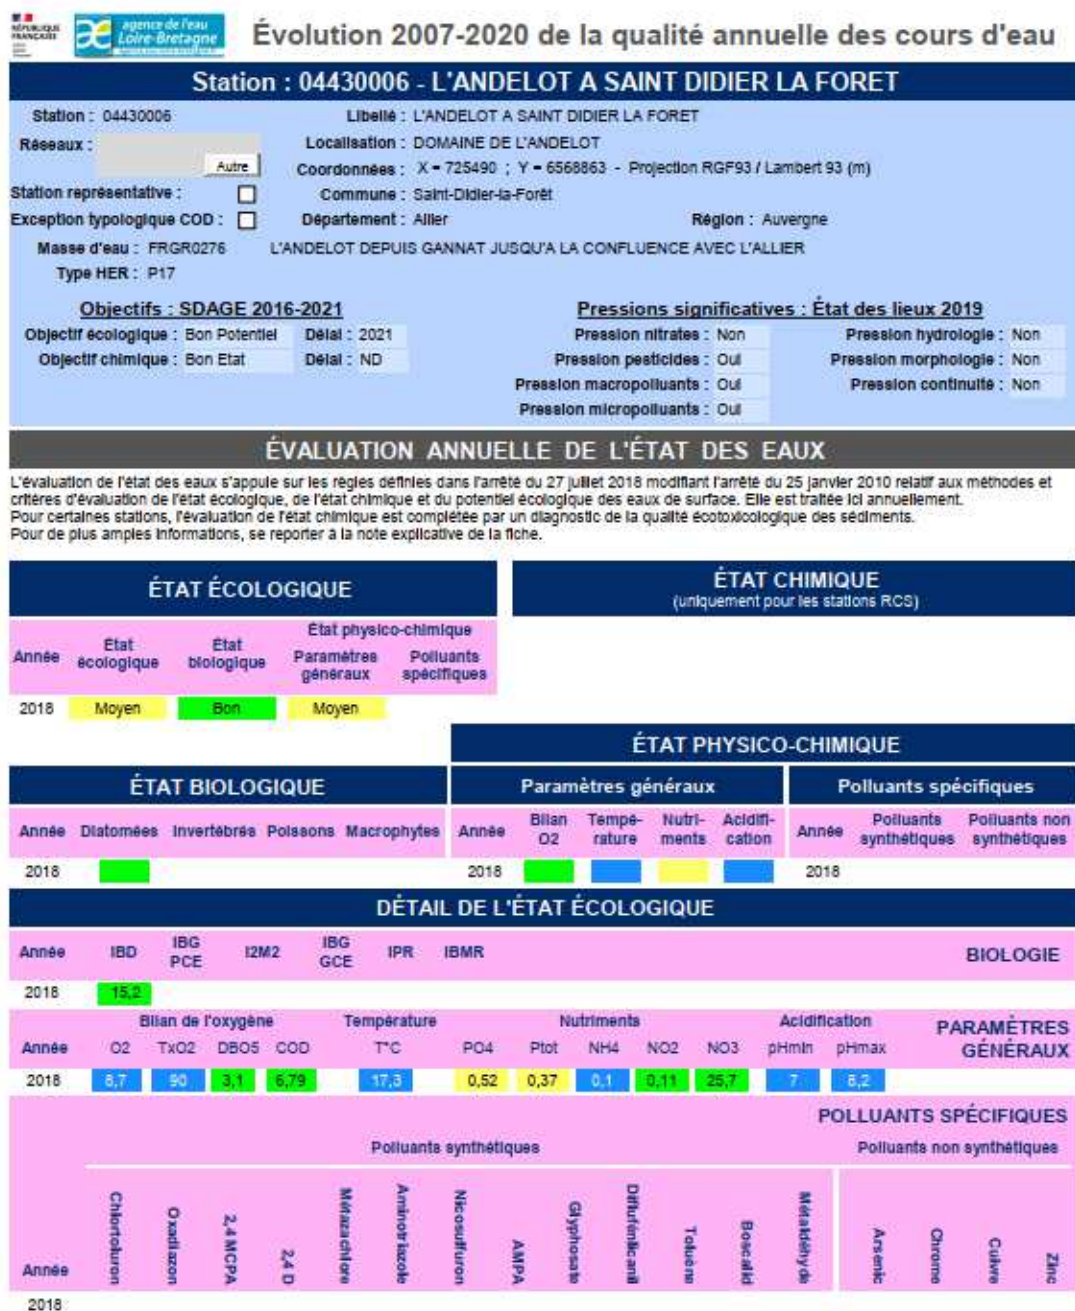 RÉPUBLIQUE
FRANÇAISE
agence de l'eau
Loire-Bretagne
Évolution 2007-2020 de la qualité annuelle des cours d'eau
Station : 04430006 - L'ANDELOT A SAINT DIDIER LA FORET
Station : 04430006 Libellé : L'ANDELOT A SAINT DIDIER LA FORET
Réseaux : Autre Localisation : DOMAINE DE L'ANDELOT
Coordonnées : X = 725490 ; Y = 6568863 - Projection RGF93 / Lambert 93 (m)
Station représentative : Commune : Saint-Didier-la-Forêt
Exception typologique COD : Département : Allier Région : Auvergne
Masse d'eau : FRGR0276 L'ANDELOT DEPUIS GANNAT JUSQU'A LA CONFLUENCE AVEC L'ALLIER
Type HER : P17
Objectifs : SDAGE 2016-2021 Pressions significatives : État des lieux 2019
Objectif écologique : Bon Potentiel Délai : 2021 Pression nitrates : Non Pression hydrologie : Non
Objectif chimique : Bon Etat Délai : ND Pression pesticides : Oui Pression morphologie : Non
Pression macropolluants : Oui Pression continuité : Non
Pression micropolluants : Oui
ÉVALUATION ANNUELLE DE L'ÉTAT DES EAUX
L'évaluation de l'état des eaux s'appuie sur les règles définies dans l'arrêté du 27 juillet 2018 modifiant l'arrêté du 25 janvier 2010 relatif aux méthodes et
critères d'évaluation de l'état écologique, de l'état chimique et du potentiel écologique des eaux de surface. Elle est traitée ici annuellement.
Pour certaines stations, l'évaluation de l'état chimique est complétée par un diagnostic de la qualité écotoxicologique des sédiments.
Pour de plus amples informations, se reporter à la note explicative de la fiche.
ÉTAT ÉCOLOGIQUE
ÉTAT CHIMIQUE
(uniquement pour les stations RCS)
État physico-chimique
Année État écologique État biologique Paramètres généraux Polluants spécifiques
2018 Moyen Bon Moyen
ÉTAT PHYSICO-CHIMIQUE
ÉTAT BIOLOGIQUE Paramètres généraux Polluants spécifiques
Année Diatomées Invertébrés Poissons Macrophytes Année Bilan O2 Tempé-rature Nutri-ments Acidifi-cation Année Polluants synthétiques Polluants non synthétiques
2018 2018 2018
DÉTAIL DE L'ÉTAT ÉCOLOGIQUE
Année IBD IBG PCE I2M2 IBG GCE IPR IBMR BIOLOGIE
2018 15,2
Bilan de l'oxygène Température Nutriments Acidification PARAMÈTRES GÉNÉRAUX
Année O2 TxO2 DBO5 COD T°C PO4 Ptot NH4 NO2 NO3 pHmin pHmax
2018 8,7 90 3,1 6,79 17,3 0,52 0,37 0,1 0,11 25,7 7 8,2
POLLUANTS SPÉCIFIQUES
Polluants synthétiques Polluants non synthétiques
Année Chlortoluron Oxadiazon 2,4 MCPA 2,4 D Métazachlore Aminotriazole Nicosulfuron AMPA Glyphosate Diflufénilcanil Toluène Boscalid Métaldéhyde Arsenic Chrome Cuivre Zinc
2018